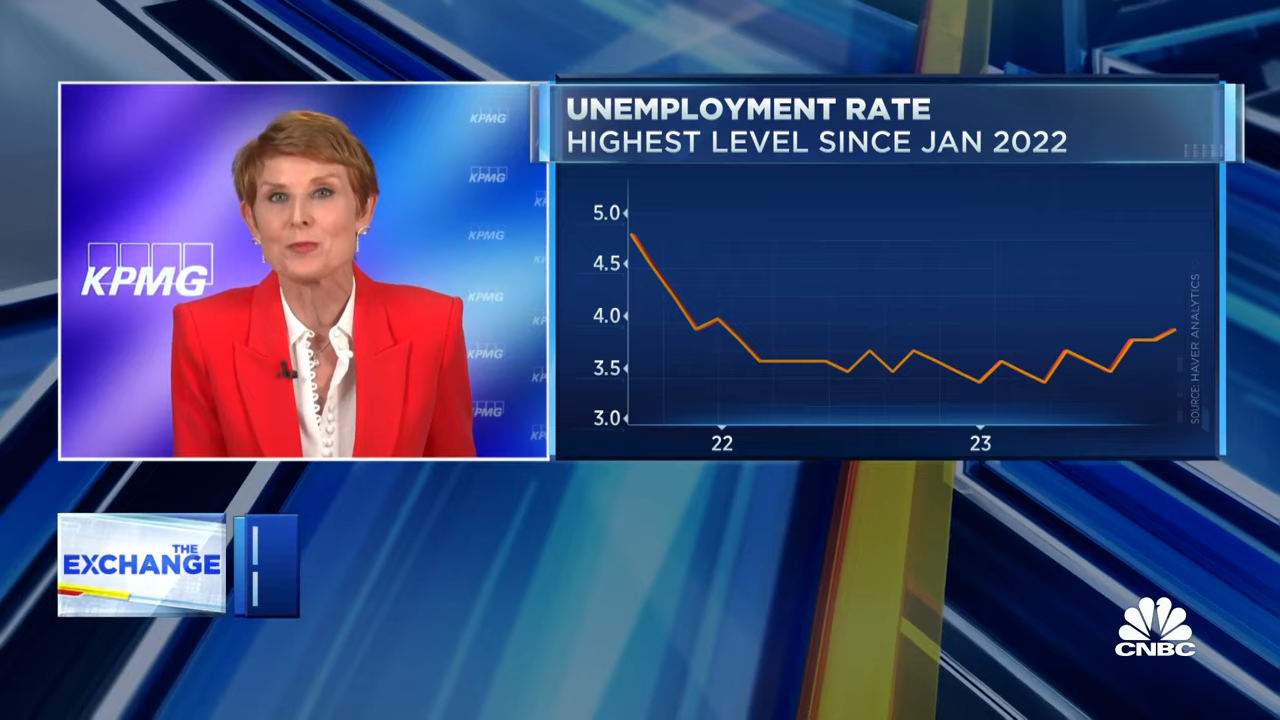 UNEMPLOYMENT RATE
HIGHEST LEVEL SINCE JAN 2022
KPMG
KPMG
KPMG
KPMG
KPMG
KPMG
KPMG
5.0
4.5
4.0
3.5
3.0
22
23
SOURCE: HAVER ANALYTICS
THE
EXCHANGE
CNBC